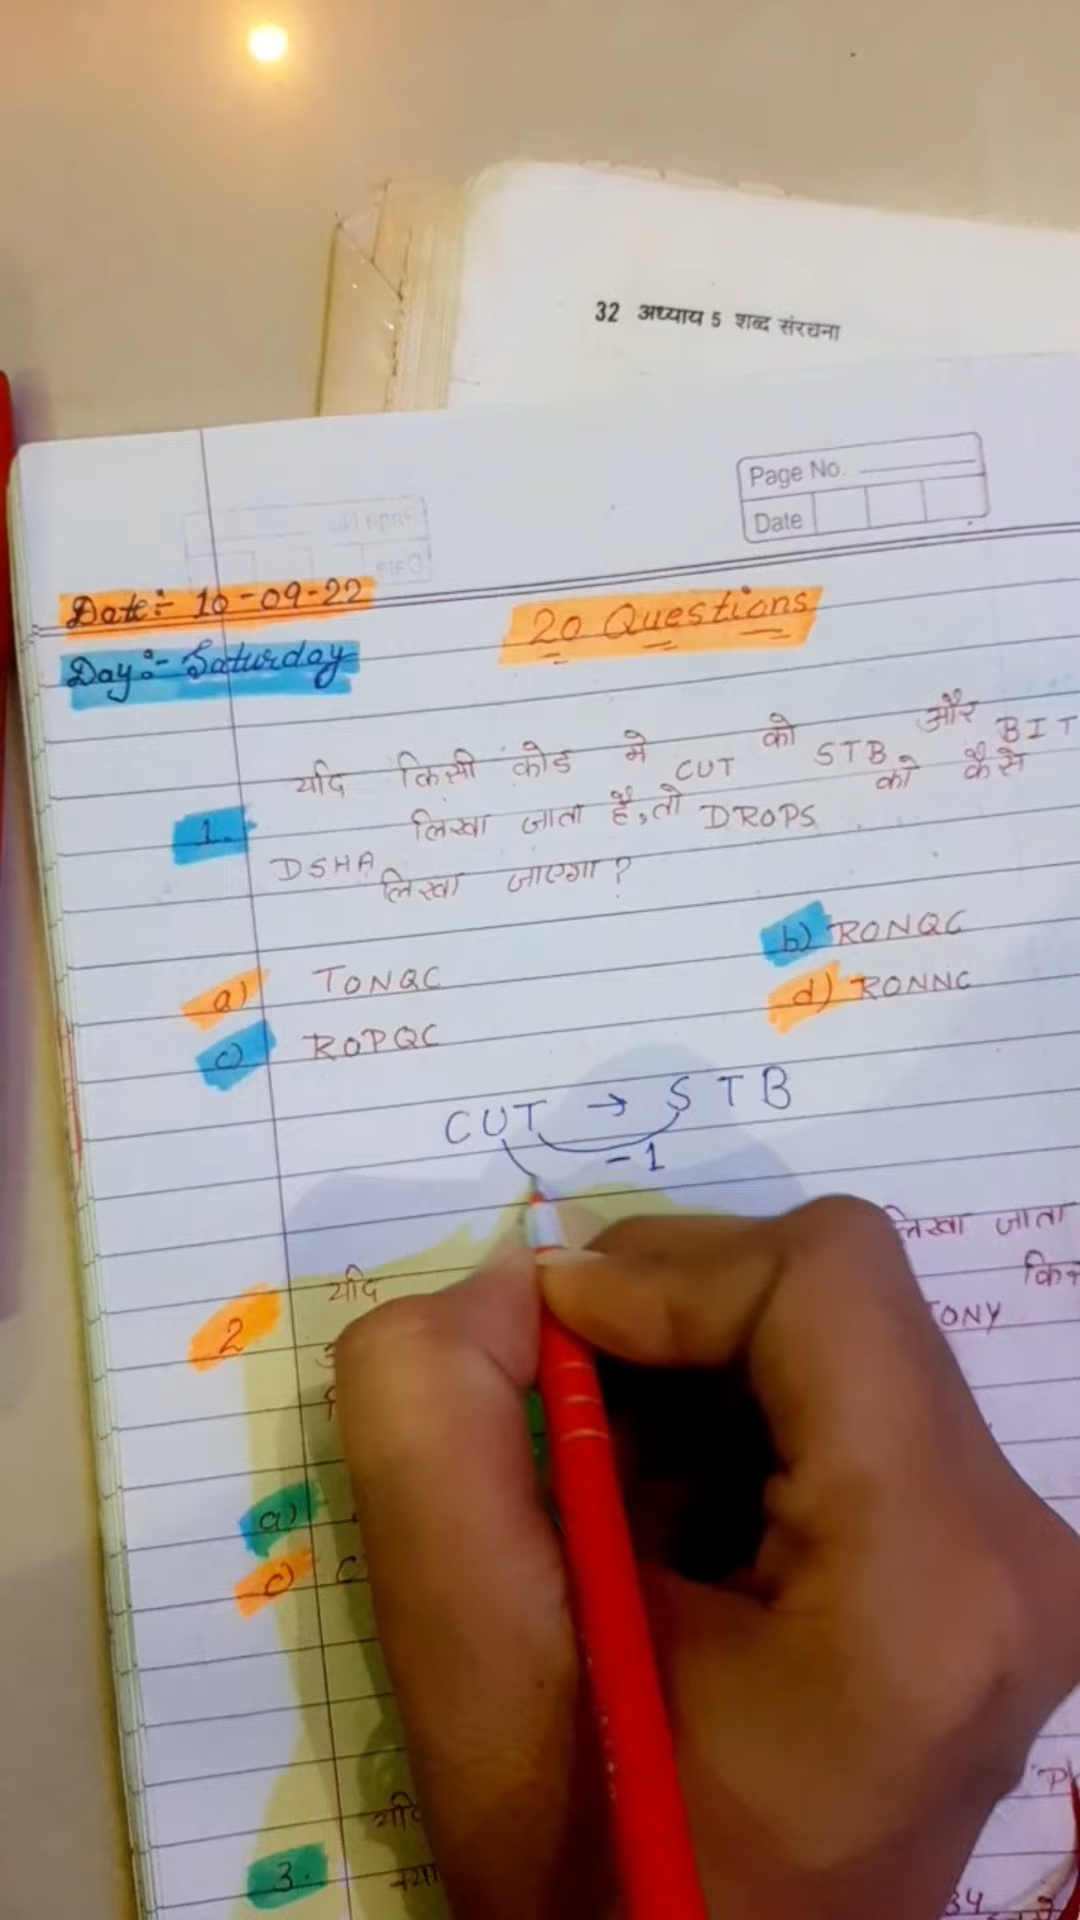 32 अध्याय 5 शब्द संरचना
Page No.
Date
Date:- 10-09-22
20 Questions
Day:- Saturday
1. यदि किसी कोड मे CUT को STB और BIT
DSHA लिखा जाता है, तो DROPS को कैसे
लिखा जाएगा?
a) TONQC b) RONQC
c) ROPQC d) RONNC
CUT → STB
-1
2 यदि लिखा जाता
TONY
a)
c)
3.
34